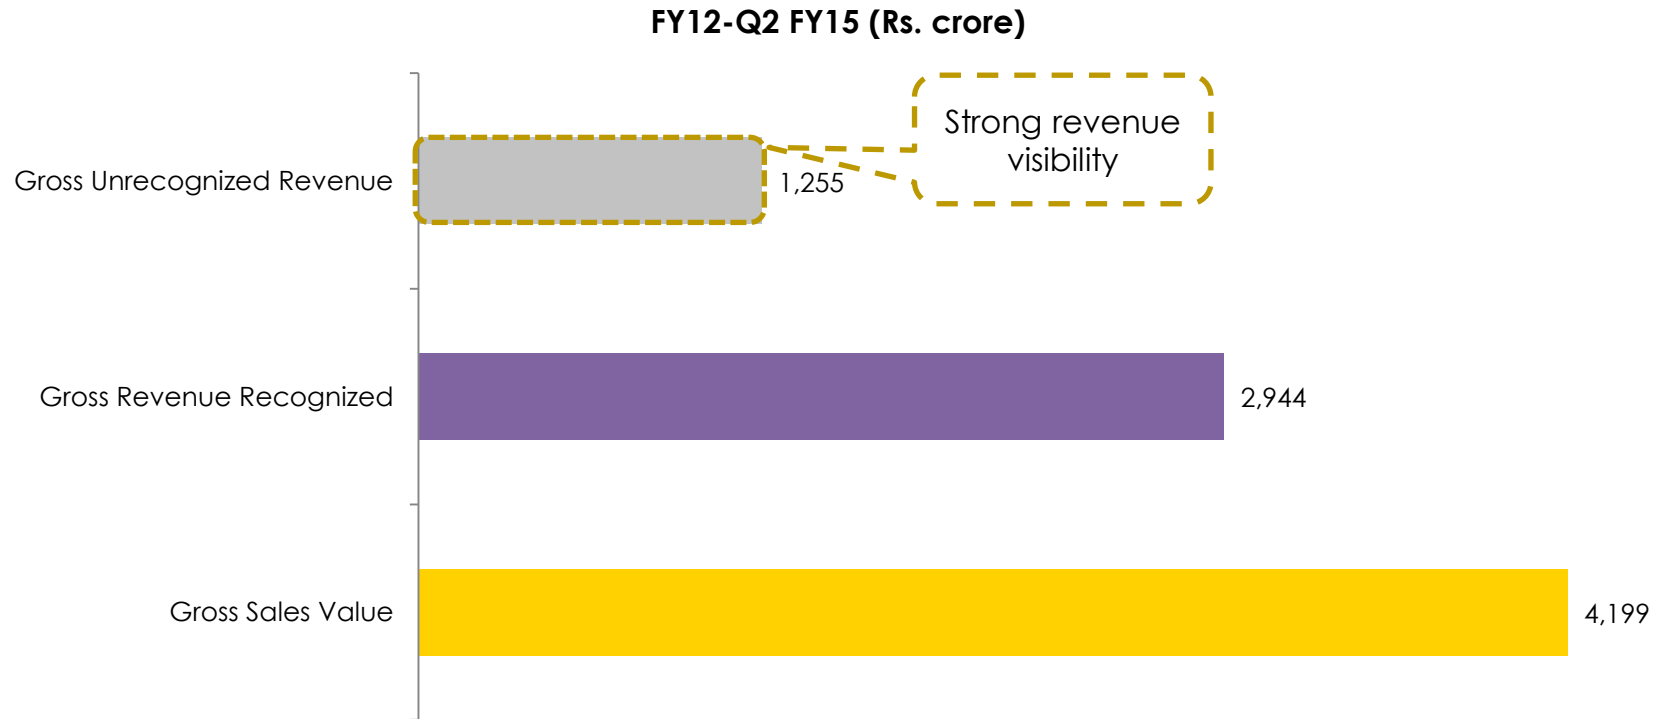 FY12-Q2 FY15 (Rs. crore)
Strong revenue
visibility
Gross Unrecognized Revenue
1,255
Gross Revenue Recognized
2,944
Gross Sales Value
4,199